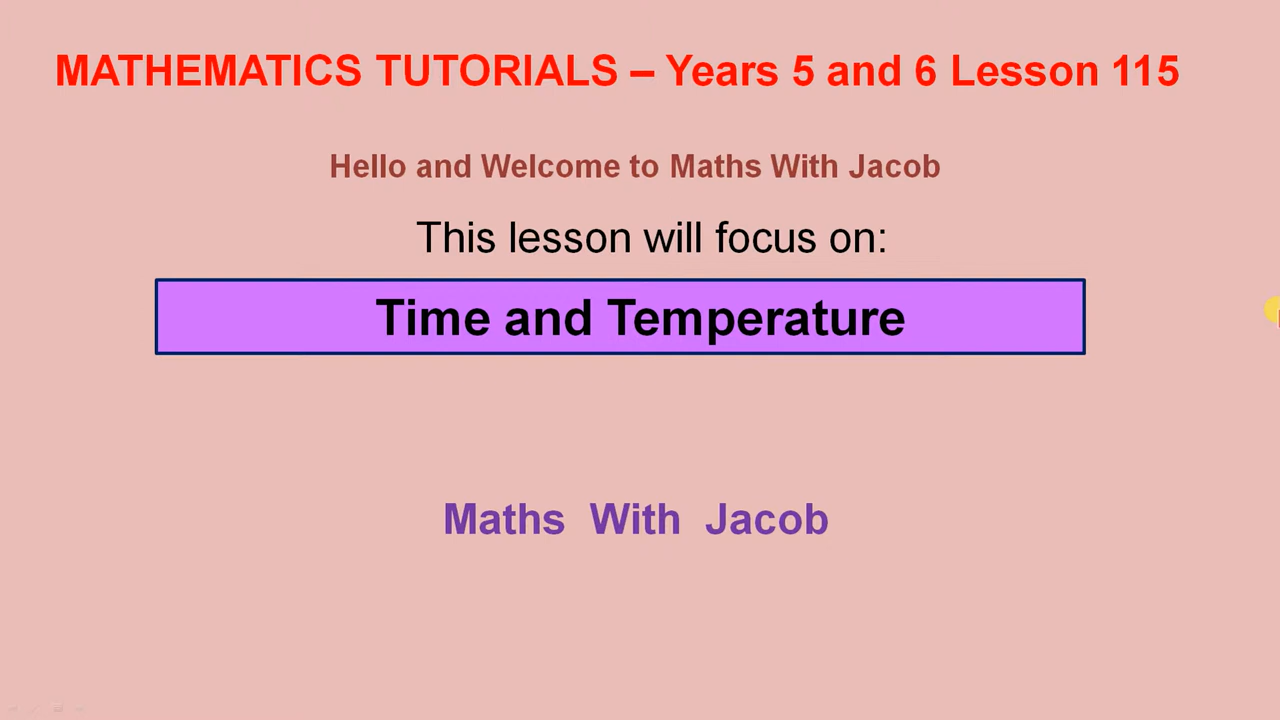 MATHEMATICS TUTORIALS – Years 5 and 6 Lesson 115
Hello and Welcome to Maths With Jacob
This lesson will focus on:
Time and Temperature
Maths With Jacob